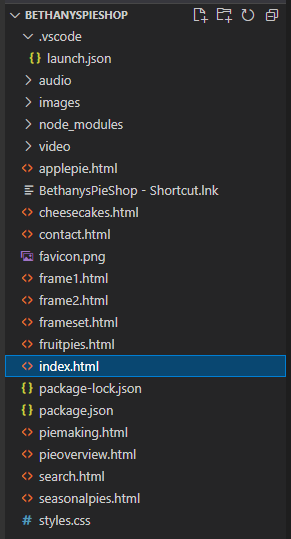 BETHANYSPIESHOP
.vscode
{} launch.json
audio
images
node_modules
video
<> applepie.html
BethanysPieShop - Shortcut.lnk
<> cheesecakes.html
<> contact.html
favicon.png
<> frame1.html
<> frame2.html
<> frameset.html
<> fruitpies.html
<> index.html
{} package-lock.json
{} package.json
<> piemaking.html
<> pieoverview.html
<> search.html
<> seasonalpies.html
# styles.css